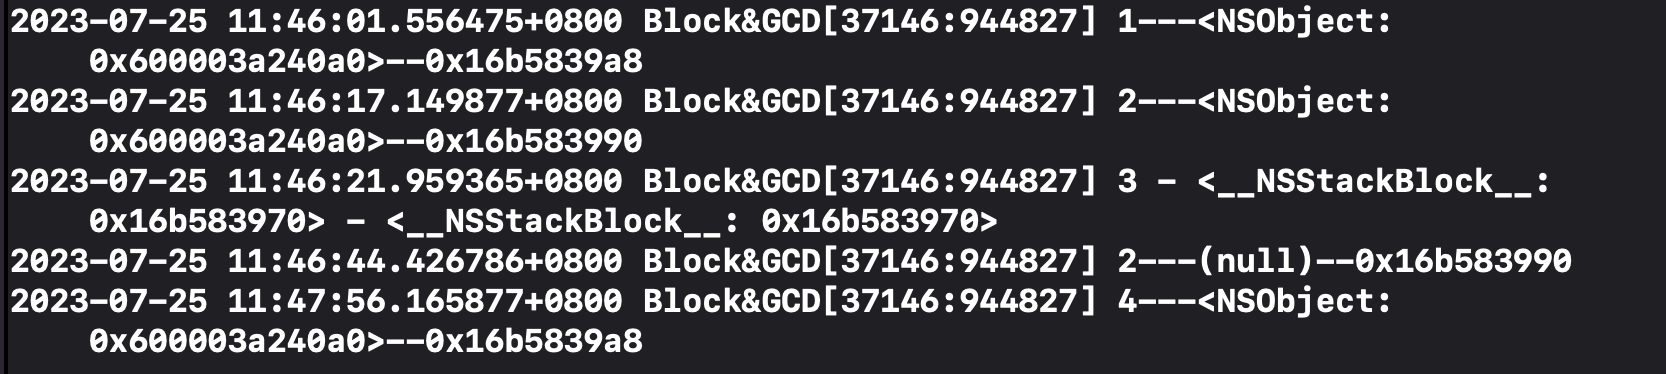 2023-07-25 11:46:01.556475+0800 Block&GCD[37146:944827] 1---<NSObject:
0x600003a240a0>--0x16b5839a8
2023-07-25 11:46:17.149877+0800 Block&GCD[37146:944827] 2---<NSObject:
0x600003a240a0>--0x16b583990
2023-07-25 11:46:21.959365+0800 Block&GCD[37146:944827] 3 - <__NSStackBlock__:
0x16b583970> - <__NSStackBlock__: 0x16b583970>
2023-07-25 11:46:44.426786+0800 Block&GCD[37146:944827] 2---(null)--0x16b583990
2023-07-25 11:47:56.165877+0800 Block&GCD[37146:944827] 4---<NSObject:
0x600003a240a0>--0x16b5839a8